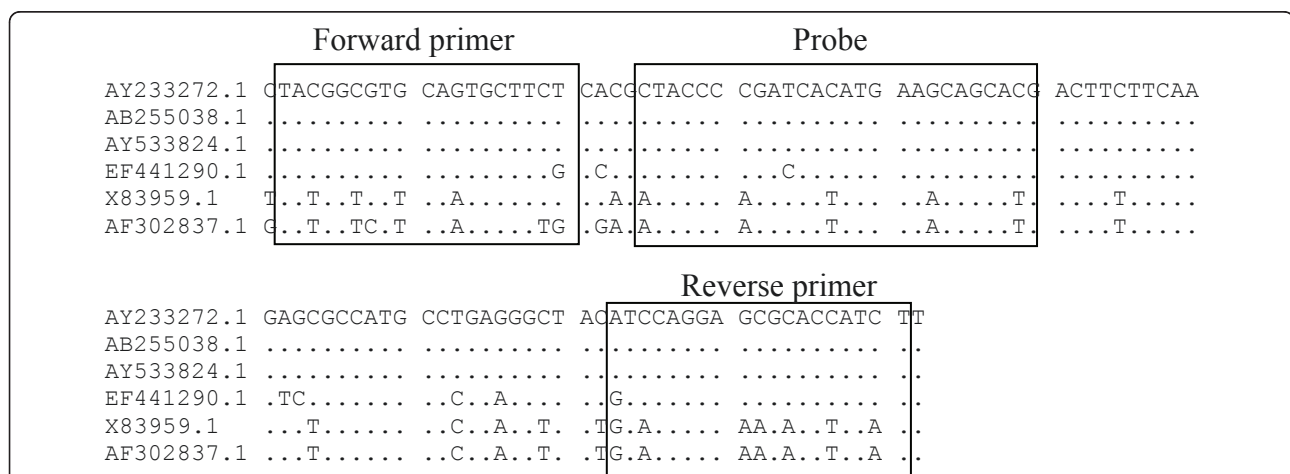 Forward primer Probe
AY233272.1 CTACGGCGTG CAGTGCTTCT CACGCTACCC CGATCACATG AAGCAGCACG ACTTCTTCAA
AB255038.1 .......... .......... .......... .......... .......... ..........
AY533824.1 .......... .......... .......... .......... .......... ..........
EF441290.1 .......... .........G .C........ ...C...... .......... ..........
X83959.1 T..T..T..T ..A....... ..A.A..... A.....T... ..A.....T. ....T.....
AF302837.1 G..T..TC.T ..A.....TG .GA.A..... A.....T... ..A.....T. ....T.....
Reverse primer
AY233272.1 GAGCGCCATG CCTGAGGGCT ACATCCAGGA GCGCACCATC TT
AB255038.1 .......... .......... .......... .......... ..
AY533824.1 .......... .......... .......... .......... ..
EF441290.1 .TC....... ..C..A.... ...G...... .......... ..
X83959.1 ...T...... ..C..A..T. .TG.A..... AA.A..T..A ..
AF302837.1 ...T...... ..C..A..T. .TG.A..... AA.A..T..A ..